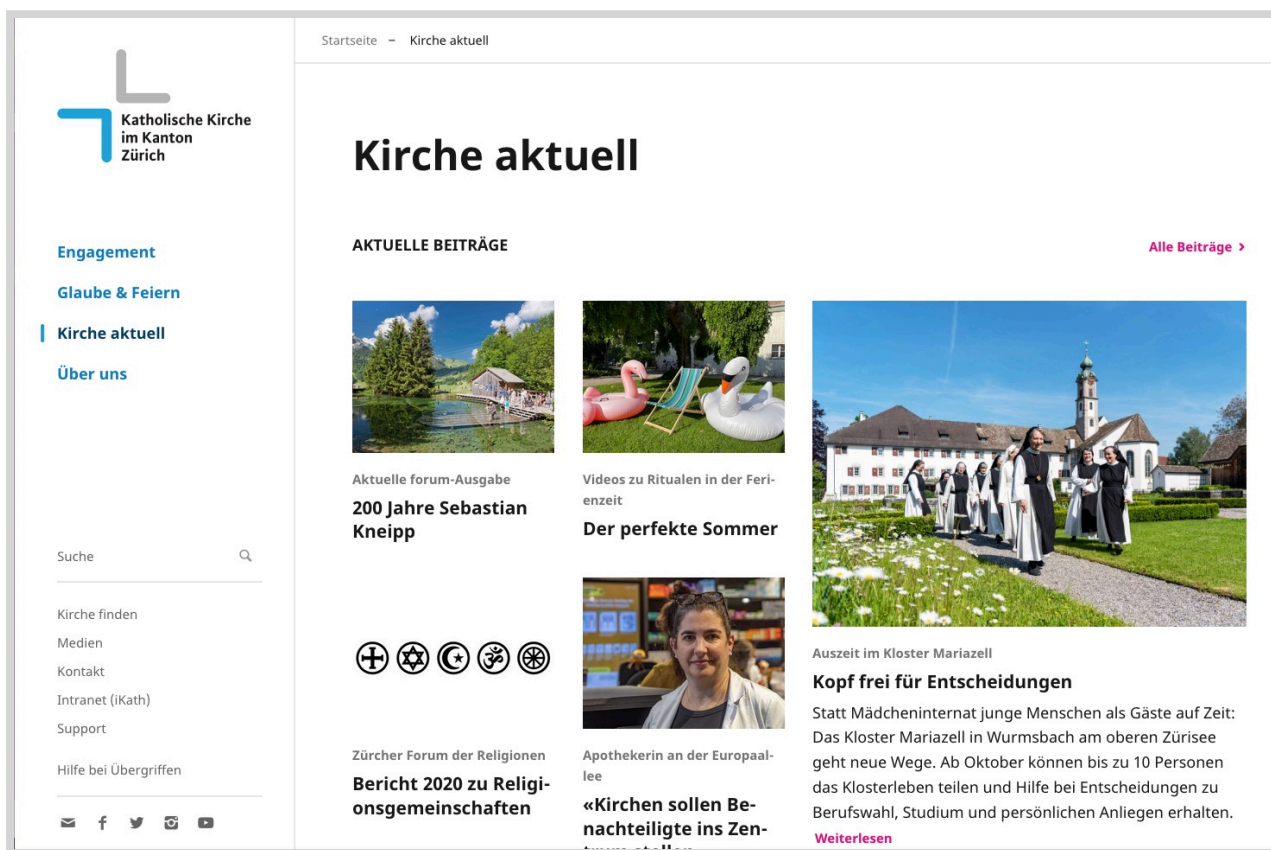 Katholische Kirche
im Kanton
Zürich
Engagement
Glaube & Feiern
Kirche aktuell
Über uns
Suche
Kirche finden
Medien
Kontakt
Intranet (iKath)
Support
Hilfe bei Übergriffen
Startseite – Kirche aktuell
Kirche aktuell
AKTUELLE BEITRÄGE
Alle Beiträge >
Aktuelle forum-Ausgabe
200 Jahre Sebastian
Kneipp
Videos zu Ritualen in der Feri-
enzeit
Der perfekte Sommer
Zürcher Forum der Religionen
Bericht 2020 zu Religi-
onsgemeinschaften
Apothekerin an der Europaal-
lee
«Kirchen sollen Be-
nachteiligte ins Zen-
trum stellen
Auszeit im Kloster Mariazell
Kopf frei für Entscheidungen
Statt Mädcheninternat junge Menschen als Gäste auf Zeit:
Das Kloster Mariazell in Wurmsbach am oberen Zürisee
geht neue Wege. Ab Oktober können bis zu 10 Personen
das Klosterleben teilen und Hilfe bei Entscheidungen zu
Berufswahl, Studium und persönlichen Anliegen erhalten.
Weiterlesen